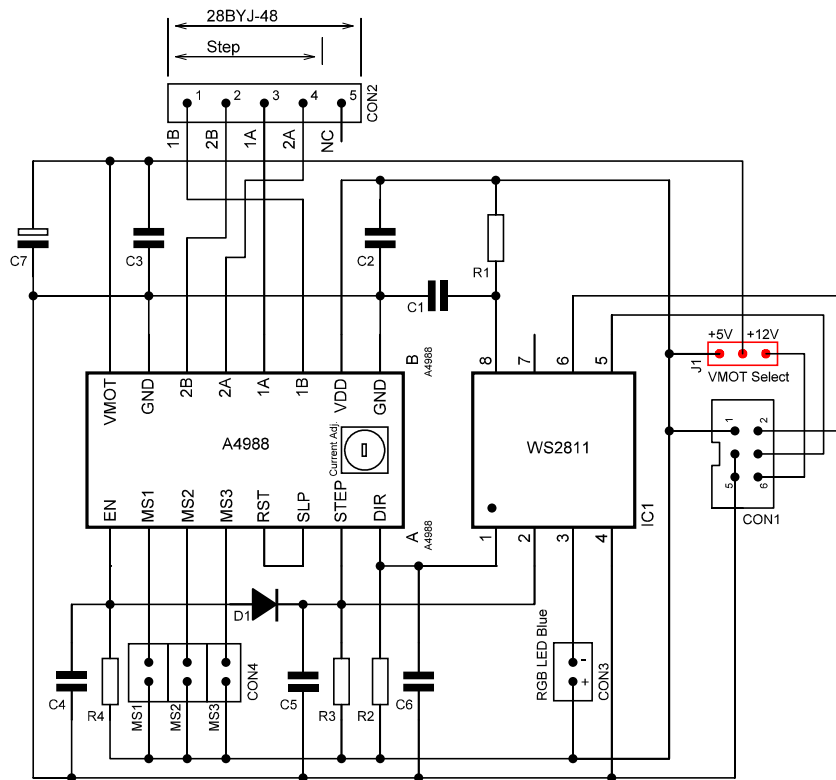 28BYJ-48
Step
1 2 3 4 5
CON2
1B 2B 1A 2A NC
C7 C3 C2 R1
C1
+5V +12V
J1
VMOT Select
8 7 6 5
B
A4988
VMOT GND 2B 2A 1A 1B VDD GND
A4988
Current Adj.
WS2811
1 2
5 6
CON1
EN MS1 MS2 MS3 RST SLP STEP DIR
A
A4988
1 2 3 4
IC1
D1
RGB LED Blue
-
+
CON3
C4 R4
MS1 MS2 MS3
CON4
C5 R3 R2 C6